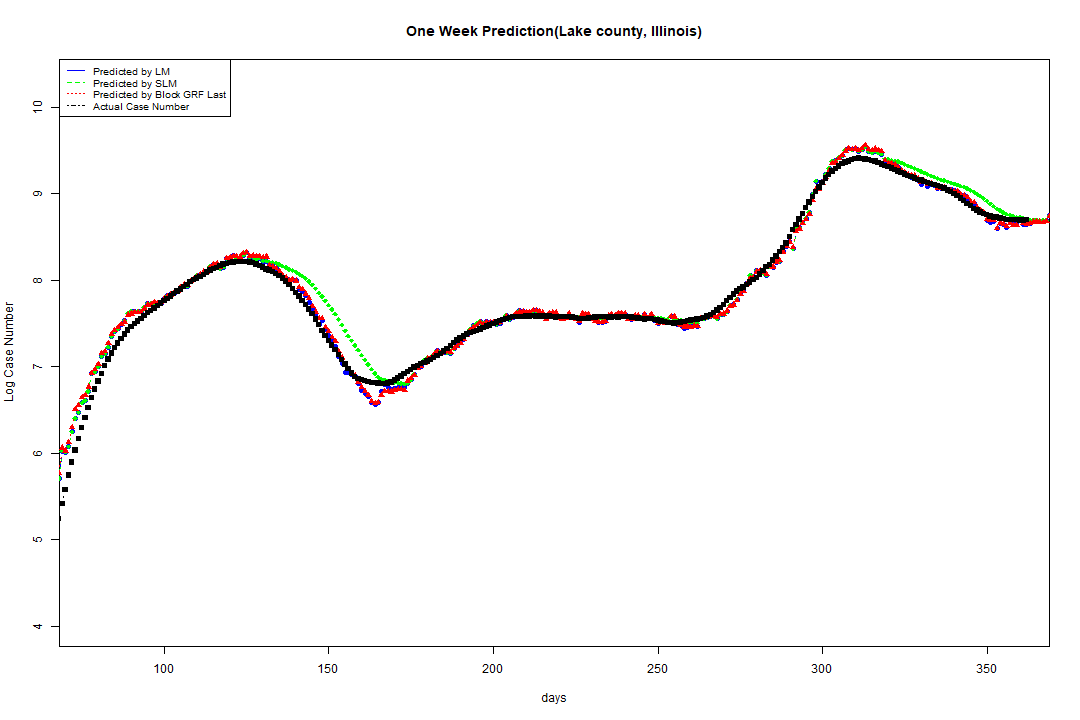 One Week Prediction(Lake county, Illinois)
Predicted by LM
Predicted by SLM
Predicted by Block GRF Last
Actual Case Number
10
9
8
7
6
5
4
Log Case Number
100 150 200 250 300 350
days